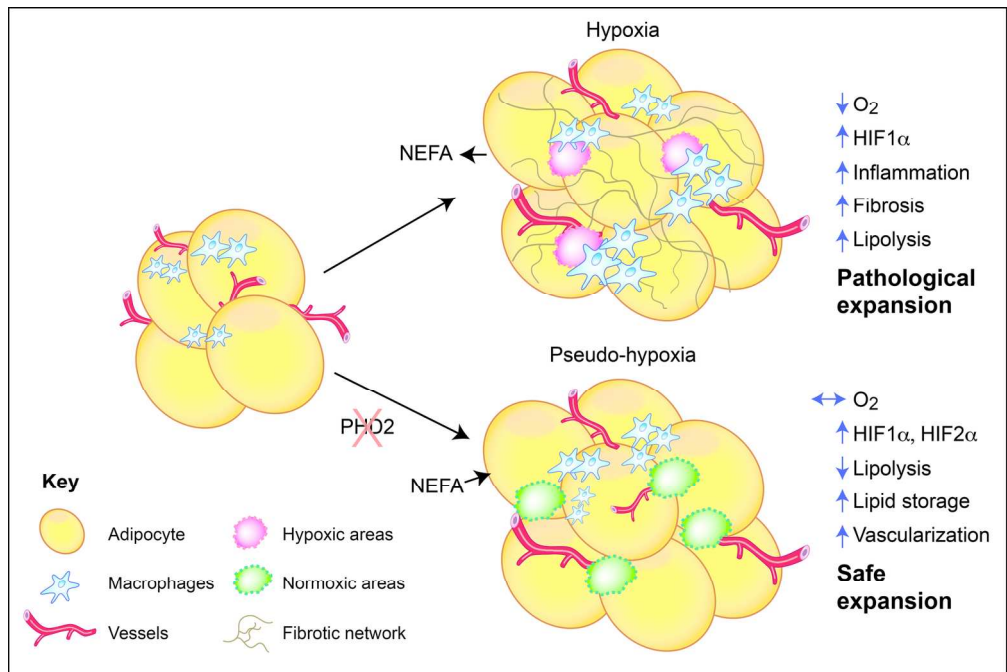 Hypoxia
NEFA
↓ O₂
↑ HIF1α
↑ Inflammation
↑ Fibrosis
↑ Lipolysis
Pathological
expansion
Pseudo-hypoxia
PHD2
NEFA
↔ O₂
↑ HIF1α, HIF2α
↓ Lipolysis
↑ Lipid storage
↑ Vascularization
Safe
expansion
Key
Adipocyte
Hypoxic areas
Macrophages
Normoxic areas
Vessels
Fibrotic network